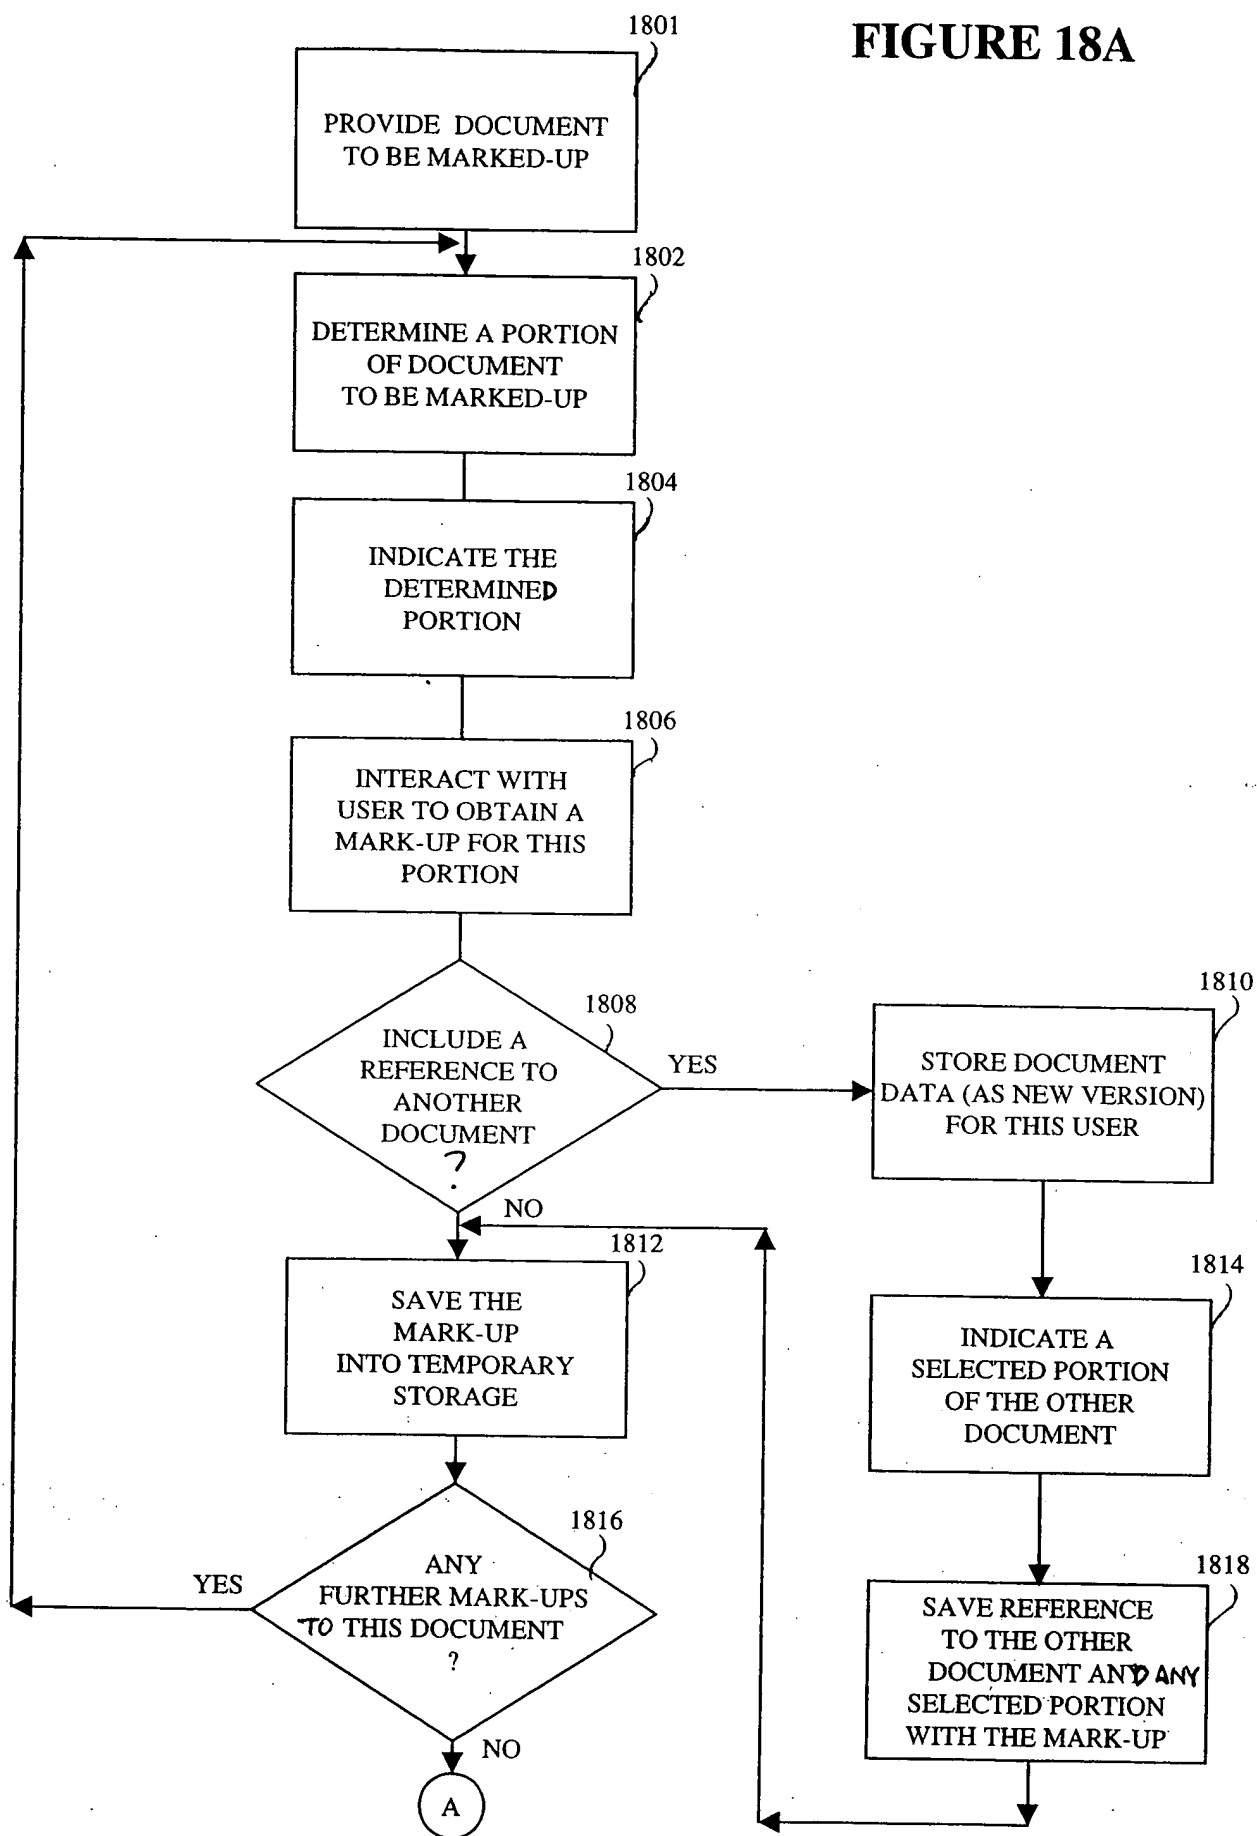 FIGURE 18A
1801
PROVIDE DOCUMENT
TO BE MARKED-UP
1802
DETERMINE A PORTION
OF DOCUMENT
TO BE MARKED-UP
1804
INDICATE THE
DETERMINED
PORTION
1806
INTERACT WITH
USER TO OBTAIN A
MARK-UP FOR THIS
PORTION
1808
INCLUDE A
REFERENCE TO
ANOTHER
DOCUMENT
?
YES
NO
1810
STORE DOCUMENT
DATA (AS NEW VERSION)
FOR THIS USER
1812
SAVE THE
MARK-UP
INTO TEMPORARY
STORAGE
1814
INDICATE A
SELECTED PORTION
OF THE OTHER
DOCUMENT
1816
ANY
FURTHER MARK-UPS
TO THIS DOCUMENT
?
YES
NO
1818
SAVE REFERENCE
TO THE OTHER
DOCUMENT AND ANY
SELECTED PORTION
WITH THE MARK-UP
A